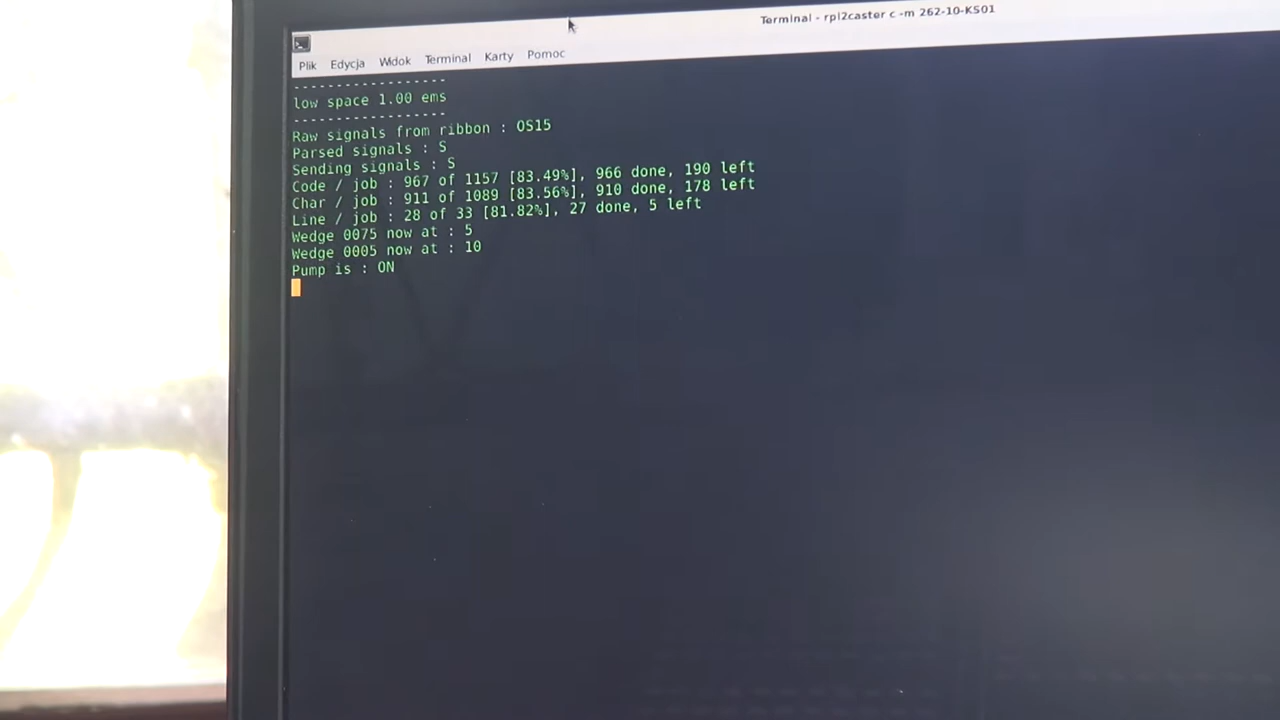 Terminal - rpi2caster c -m 262-10-KS01
Plik Edycja Widok Terminal Karty Pomoc
------------------
low space 1.00 ems
------------------
Raw signals from ribbon : OS15
Parsed signals : S
Sending signals : S
Code / job : 967 of 1157 [83.49%], 966 done, 190 left
Char / job : 911 of 1089 [83.56%], 910 done, 178 left
Line / job : 28 of 33 [81.82%], 27 done, 5 left
Wedge 0075 now at : 5
Wedge 0005 now at : 10
Pump is : ON